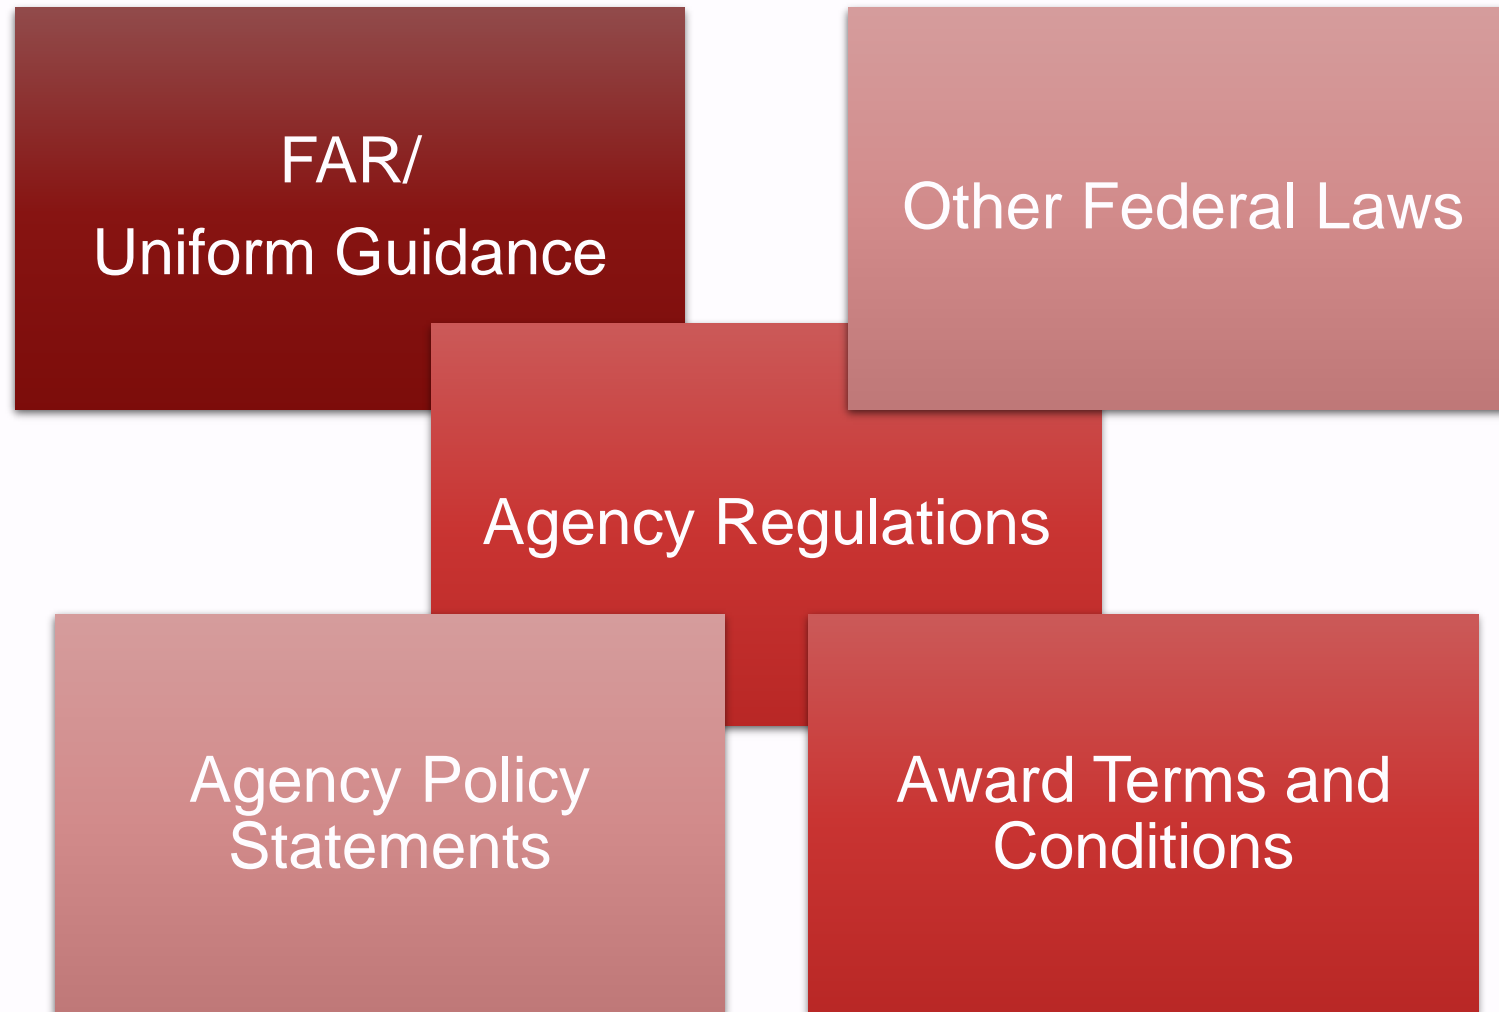 FAR/
Uniform Guidance
Other Federal Laws
Agency Regulations
Agency Policy
Statements
Award Terms and
Conditions